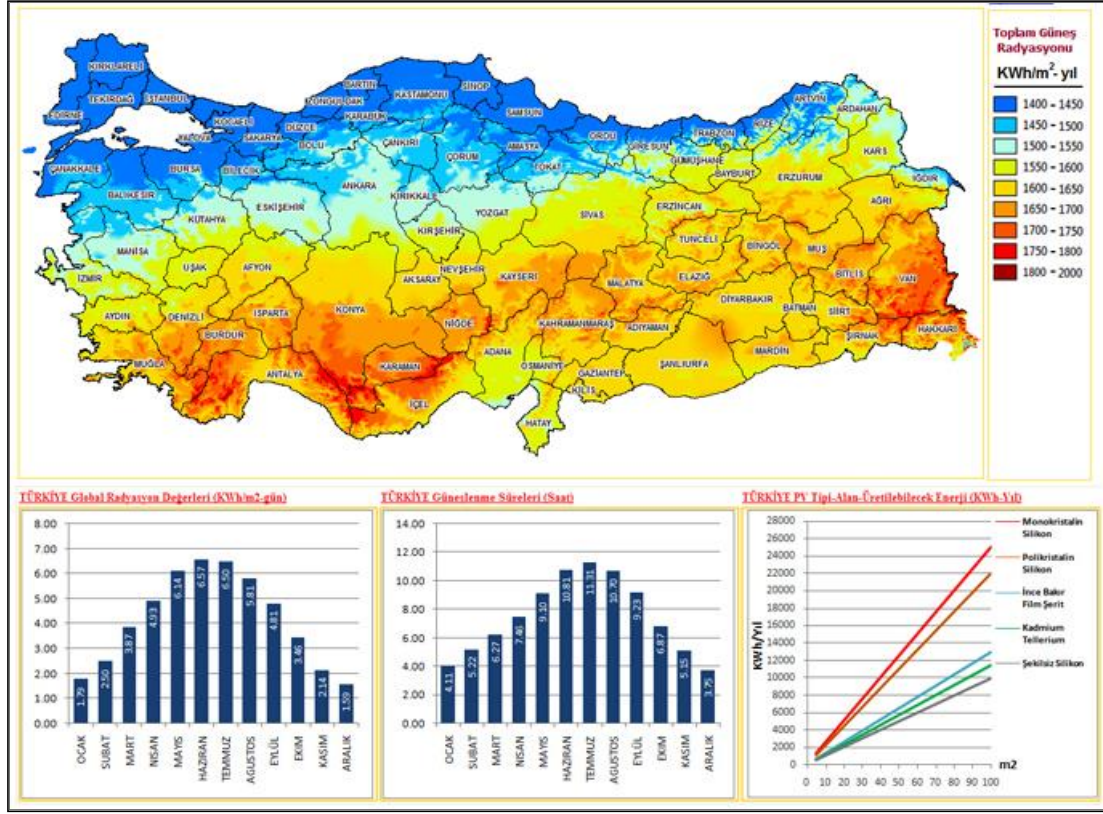 Toplam Güneş
Radyasyonu
KWh/m²- yıl
1400 - 1450
1450 - 1500
1500 - 1550
1550 - 1600
1600 - 1650
1650 - 1700
1700 - 1750
1750 - 1800
1800 - 2000
KIRKLARELİ
TEKİRDAĞ
İSTANBUL
EDİRNE
KOCAELİ
YALOVA
SAKARYA
DÜZCE
ZONGULDAK
BARTIN
KARABÜK
KASTAMONU
SİNOP
SAMSUN
ORDU
GİRESUN
TRABZON
RİZE
ARTVİN
ARDAHAN
KARS
IĞDIR
ÇANAKKALE
BALIKESİR
BURSA
BİLECİK
BOLU
ÇANKIRI
ÇORUM
AMASYA
TOKAT
GÜMÜŞHANE
BAYBURT
ERZURUM
AĞRI
KÜTAHYA
ESKİŞEHİR
ANKARA
KIRIKKALE
YOZGAT
SİVAS
ERZİNCAN
TUNCELİ
BİNGÖL
MUŞ
BİTLİS
VAN
MANİSA
İZMİR
UŞAK
AFYON
KIRŞEHİR
NEVŞEHİR
AKSARAY
KAYSERİ
MALATYA
ELAZIĞ
DİYARBAKIR
BATMAN
SİİRT
ŞIRNAK
HAKKARİ
AYDIN
DENİZLİ
BURDUR
ISPARTA
KONYA
NİĞDE
KAHRAMANMARAŞ
ADIYAMAN
ŞANLIURFA
MARDİN
MUĞLA
ANTALYA
KARAMAN
İÇEL
ADANA
OSMANİYE
GAZİANTEP
KİLİS
HATAY
TÜRKİYE Global Radyasyon Değerleri (KWh/m2-gün)
8.00
7.00
6.00
5.00
4.00
3.00
2.00
1.00
0.00
1.79
2.50
3.87
4.93
6.14
6.57
6.50
5.81
4.81
3.46
2.14
1.59
OCAK
SUBAT
MART
NİSAN
MAYIS
HAZIRAN
TEMMUZ
AGUSTOS
EYLÜL
EKIM
KASIM
ARALIK
TÜRKİYE Güneşlenme Süreleri (Saat)
14.00
12.00
10.00
8.00
6.00
4.00
2.00
0.00
4.11
5.22
6.27
7.46
9.10
10.81
11.31
10.70
9.23
6.87
5.15
3.75
OCAK
SUBAT
MART
NISAN
MAYIS
HAZIRAN
TEMMUZ
AGUSTOS
EYLÜL
EKIM
KASIM
ARALIK
TÜRKİYE PV Tipi-Alan-Üretilebilecek Enerji (KWh-Yıl)
KWh/Yıl
28000
26000
24000
22000
20000
18000
16000
14000
12000
10000
8000
6000
4000
2000
0
0 10 20 30 40 50 60 70 80 90 100
m2
Monokristalin
Silikon
Polikristalin
Silikon
İnce Bakır
Film Şerit
Kadmium
Tellerium
Şekilsiz Silikon